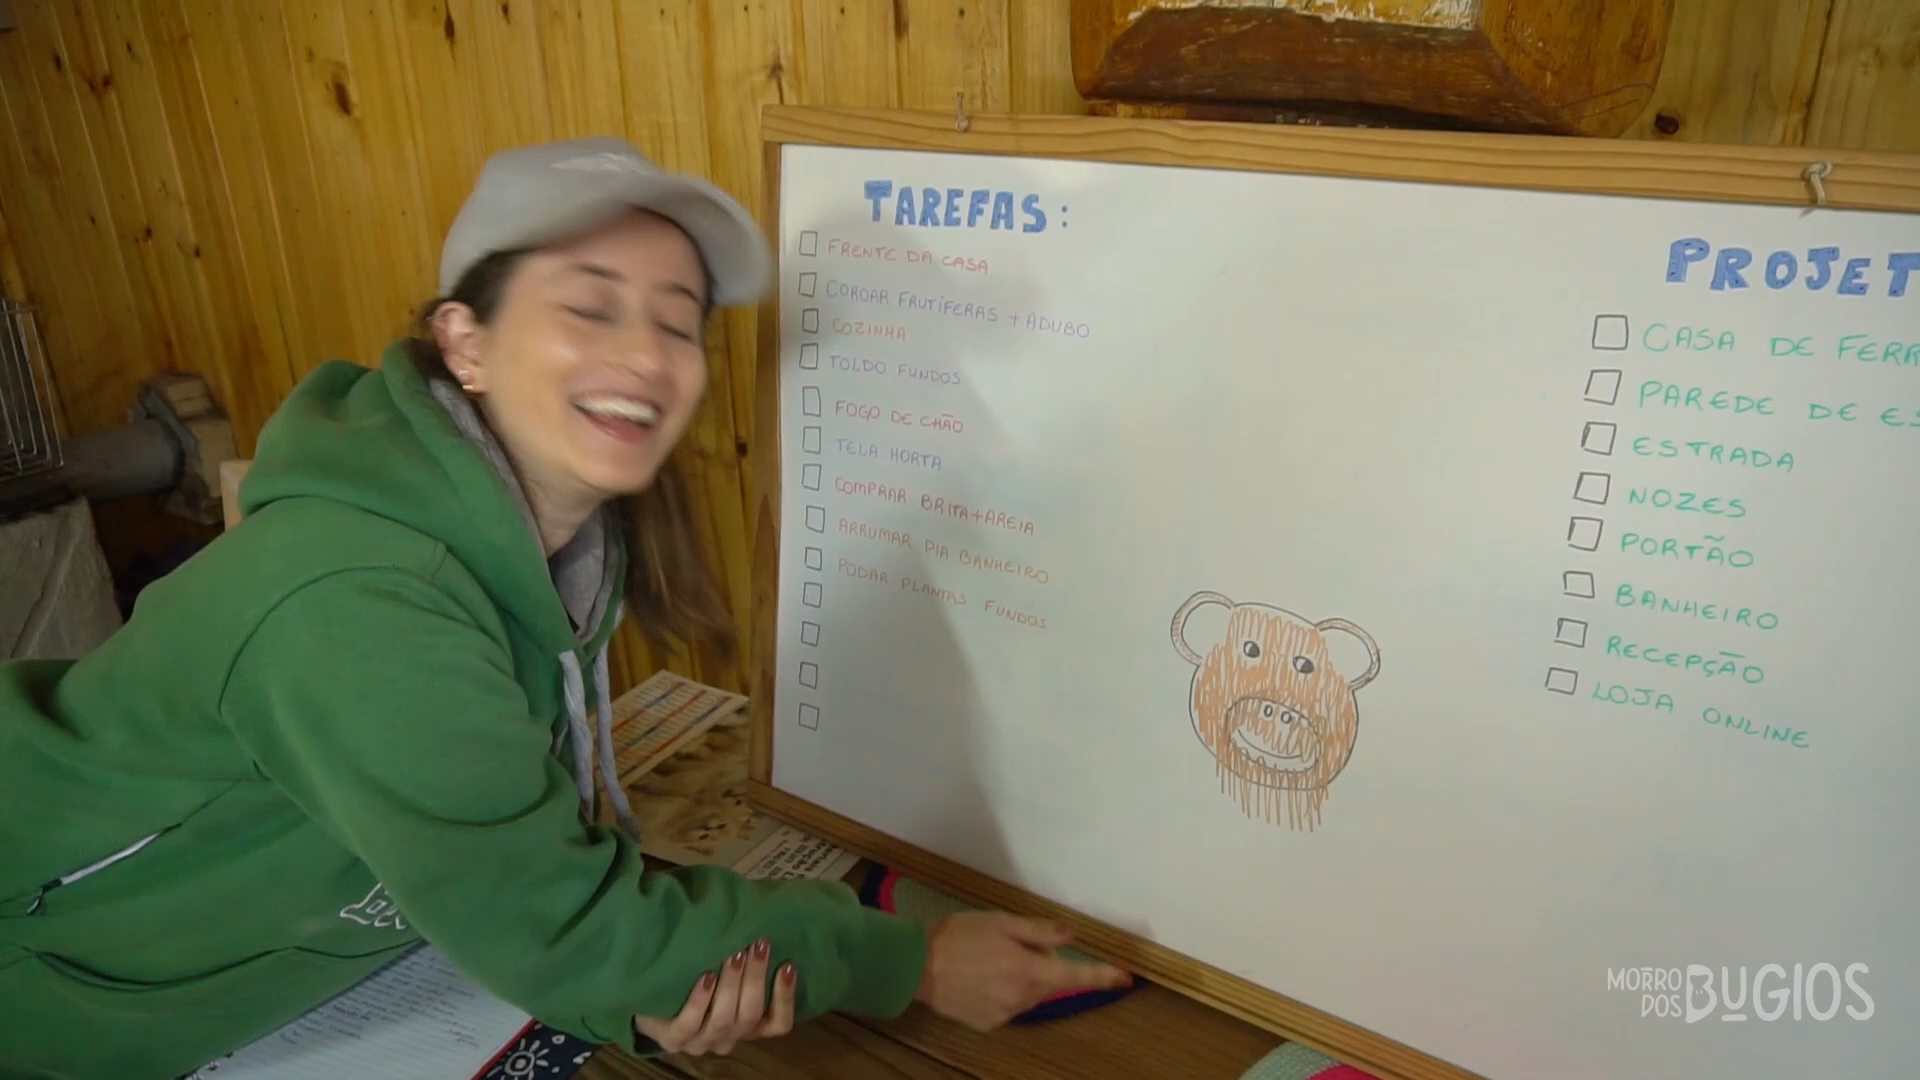 TAREFAS:
FRENTE DA CASA
COROAR FRUTÍFERAS + ADUBO
COZINHA
TOLDO FUNDOS
FOGO DE CHÃO
TELA HORTA
COMPRAR BRITA+AREIA
ARRUMAR PIA BANHEIRO
PODAR PLANTAS FUNDOS
PROJET
CASA DE FERR
PAREDE DE ES
ESTRADA
NOZES
PORTÃO
BANHEIRO
RECEPÇÃO
LOJA ONLINE
MORRO
DOS BUGIOS